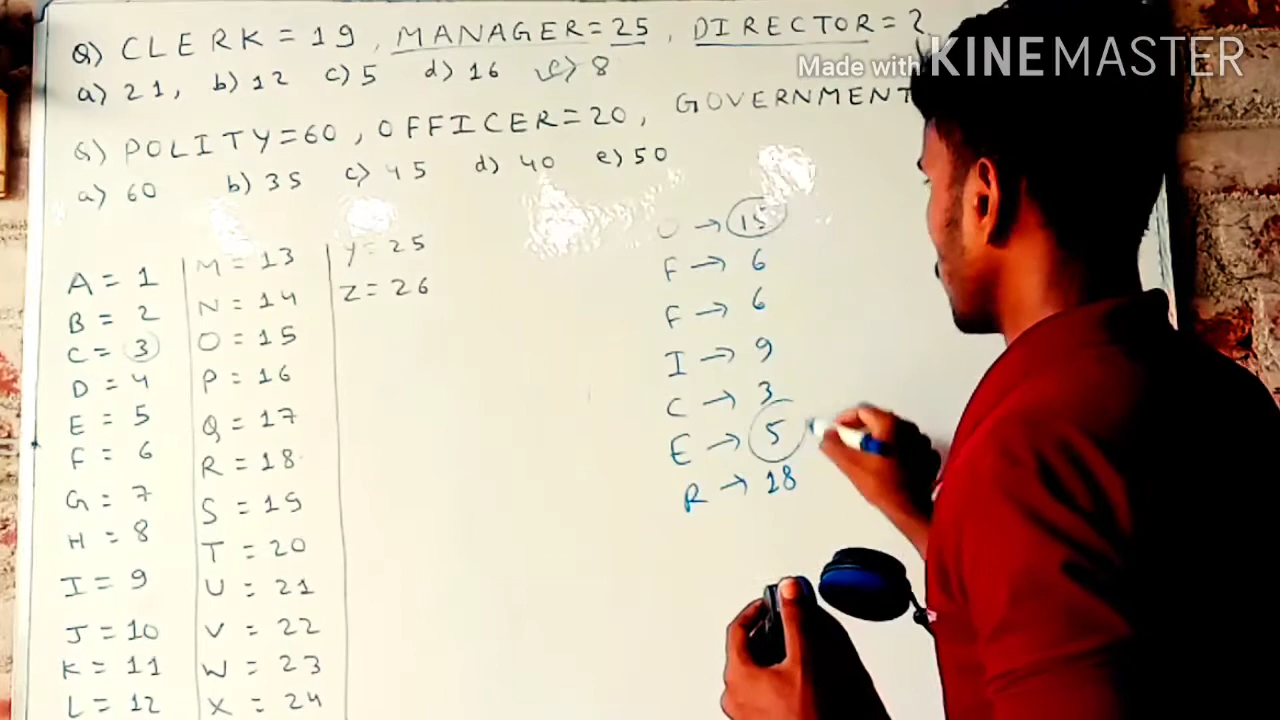 Q) CLERK = 19, MANAGER = 25, DIRECTOR = ?
a) 21, b) 12 c) 5 d) 16 e) 8
Q) POLITY = 60, OFFICER = 20, GOVERNMENT
a) 60 b) 35 c) 45 d) 40 e) 50
A = 1
B = 2
C = 3
D = 4
E = 5
F = 6
G = 7
H = 8
I = 9
J = 10
K = 11
L = 12
M = 13
N = 14
O = 15
P = 16
Q = 17
R = 18
S = 19
T = 20
U = 21
V = 22
W = 23
X = 24
Y = 25
Z = 26
O → 15
F → 6
F → 6
I → 9
C → 3
E → 5
R → 18
Made with KINEMASTER